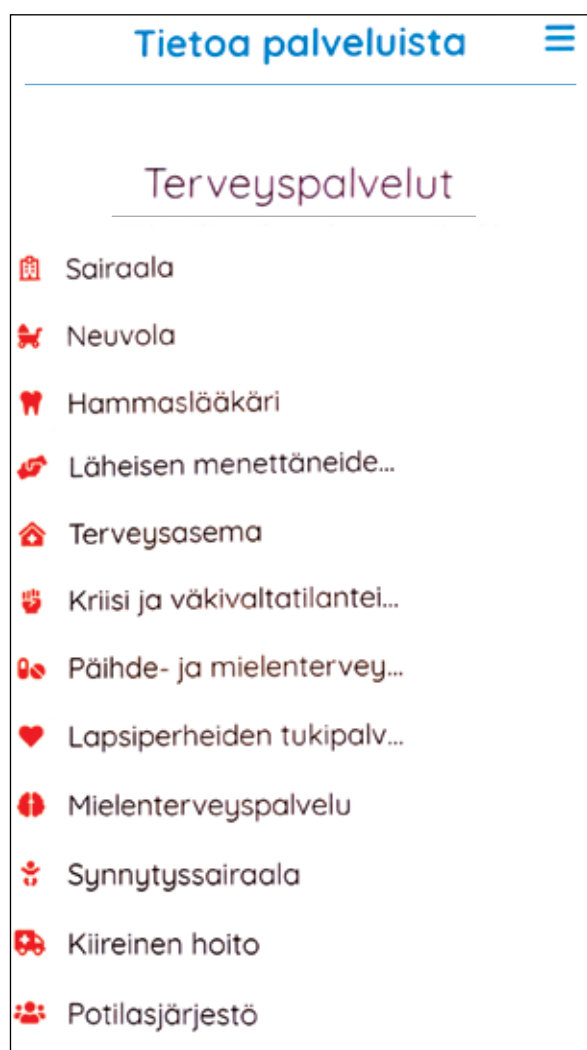 Tietoa palveluista
Terveyspalvelut
Sairaala
Neuvola
Hammaslääkäri
Läheisen menettäneide...
Terveysasema
Kriisi ja väkivaltatilantei...
Päihde- ja mielentervey...
Lapsiperheiden tukipalv...
Mielenterveyspalvelu
Synnytyssairaala
Kiireinen hoito
Potilasjärjestö